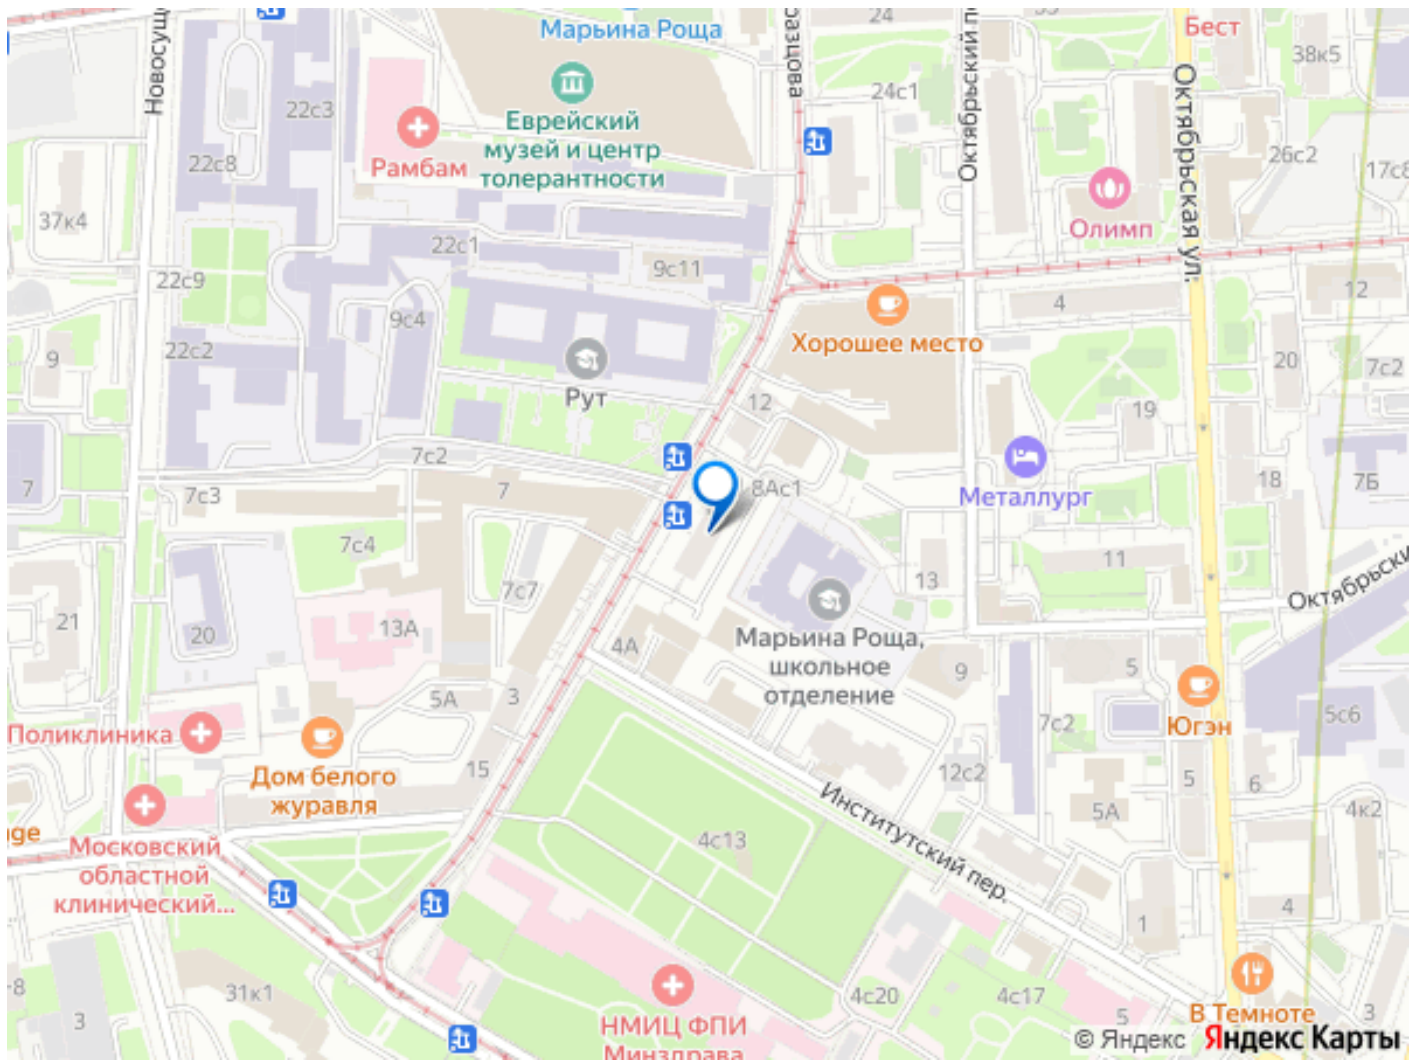 24
Бест
Марьина Роща
38к5
Новосущ
22с3
24с1
Октябрьский п
Октябрьская ул.
Еврейский
музей и центр
толерантности
Рамбам
22с8
26с2
17с8
37к4
Олимп
22с1
9с11
22с9
9с4
4
12
Хорошее место
22с2
9
20
7с2
Рут
12
19
7с2
7
7с3
7
8Ас1
Металлург
18
7Б
7с4
11
7с7
13
Октябрьски
21
20
13А
4А
Марьина Роща,
школьное
отделение
9
5
5А
3
7с2
5с6
Поликлиника
Югэн
Дом белого
журавля
15
12с2
5
6
5А
4к2
Институтский пер.
4с13
ge
Московский
областной
клинический...
1
4
31к1
4с20
4с17
3
5
3
В Темноте
НМИЦ ФПИ
Минздрава
© Яндекс Яндекс Карты